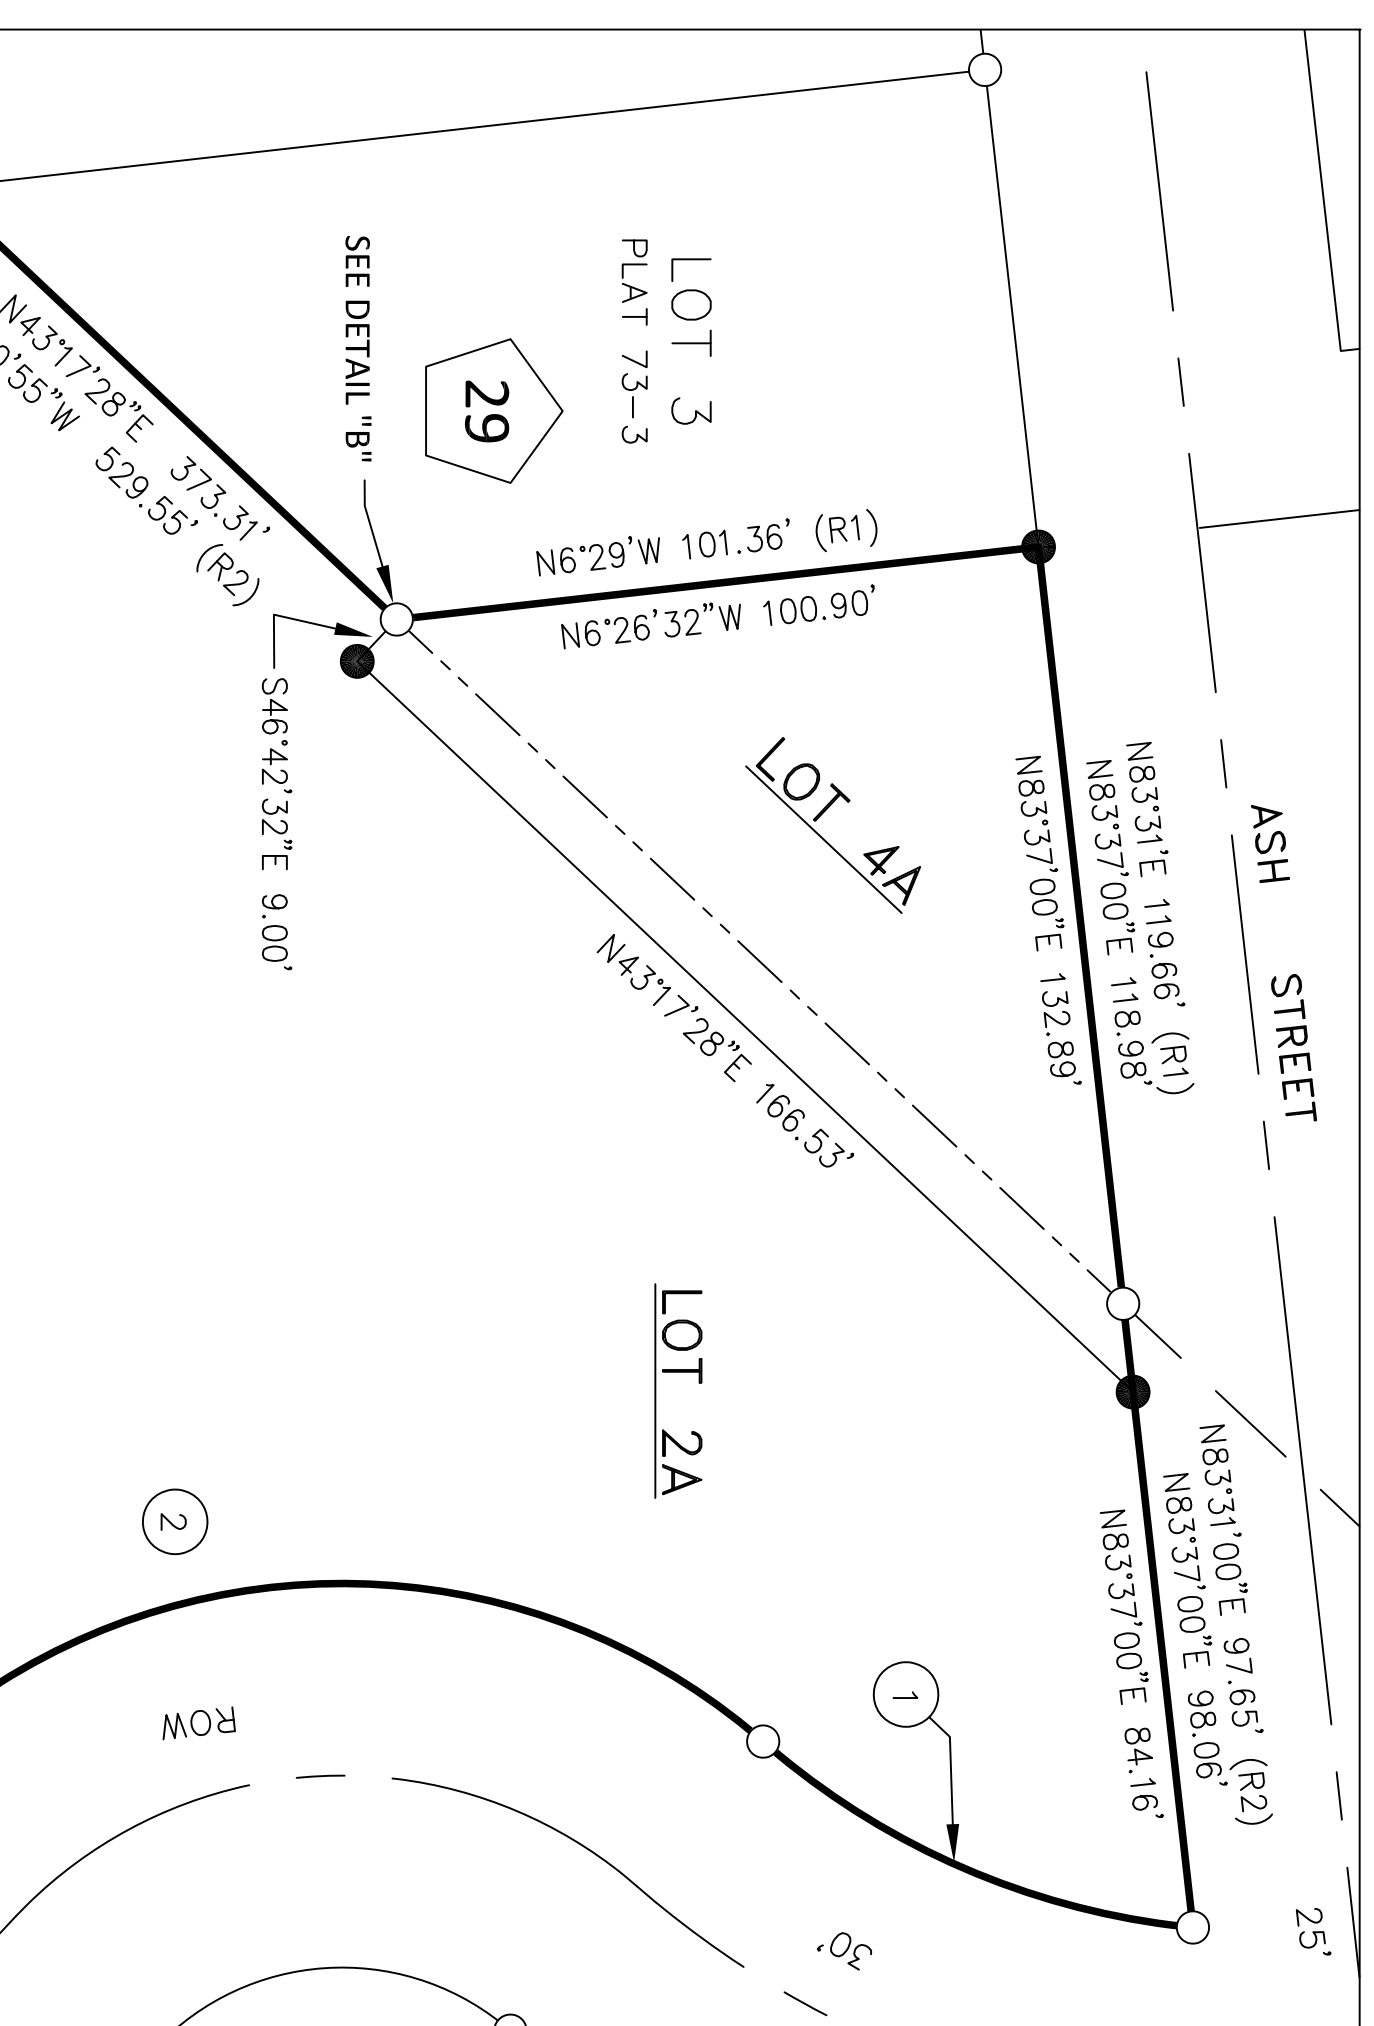 ASH STREET
25'
N83°31'E 119.66' (R1)
N83°37'00"E 118.98'
N83°37'00"E 132.89'
N83°31'00"E 97.65' (R2)
N83°37'00"E 98.06'
N83°37'00"E 84.16'
LOT 3
PLAT 73-3
29
SEE DETAIL "B"
N6°29'W 101.36' (R1)
N6°26'32"W 100.90'
LOT 4A
N43°17'28"E 373.31'
0'55"W 529.55' (R2)
S46°42'32"E 9.00'
N43°17'28"E 166.53'
LOT 2A
1
2
ROW
30'